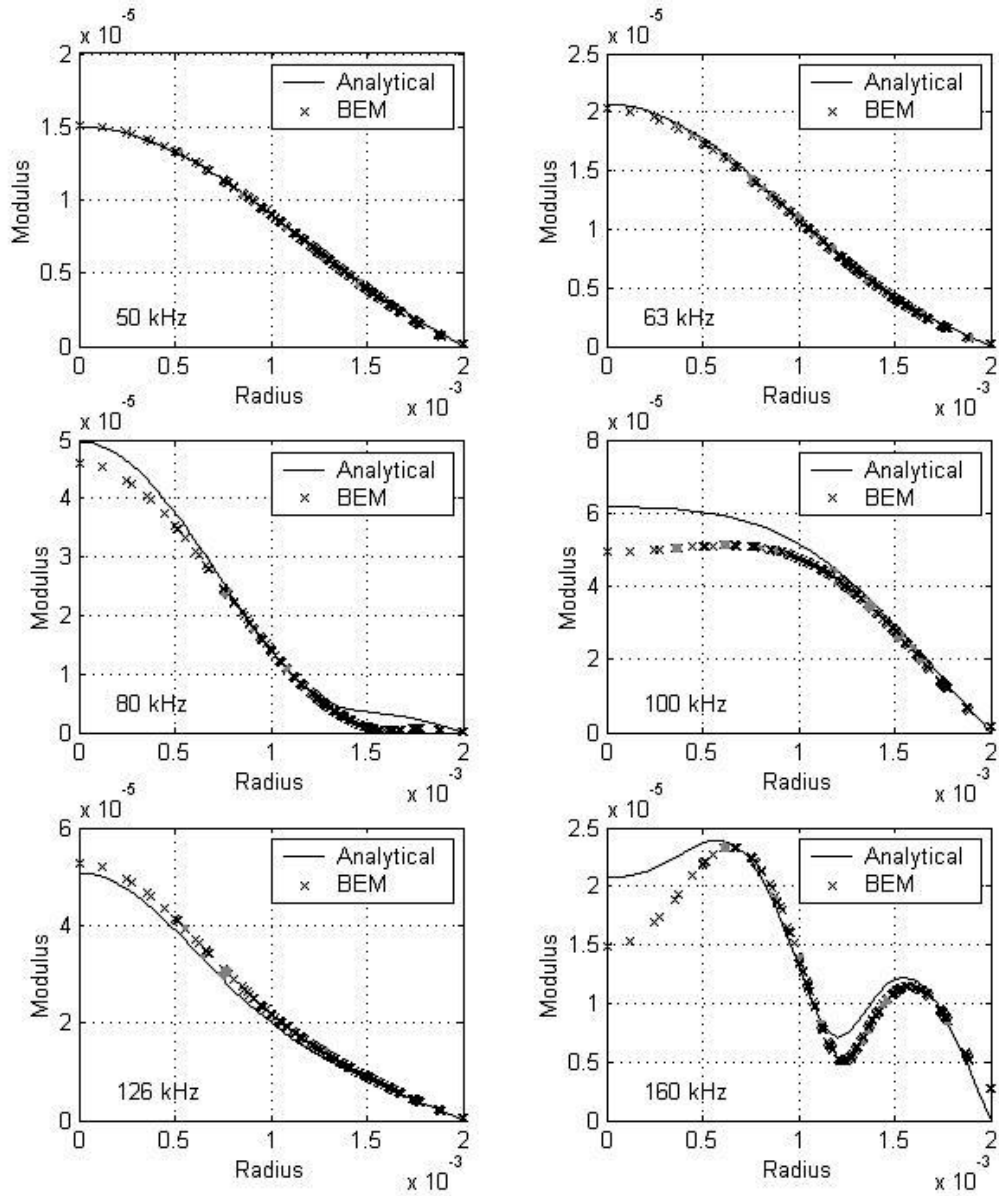 x 10⁻⁵
2
1.5
1
0.5
0
Modulus
Analytical
BEM
50 kHz
0 0.5 1 1.5 2
Radius
x 10⁻³
x 10⁻⁵
2.5
2
1.5
1
0.5
0
Modulus
Analytical
BEM
63 kHz
0 0.5 1 1.5 2
Radius
x 10⁻³
x 10⁻⁵
5
4
3
2
1
0
Modulus
Analytical
BEM
80 kHz
0 0.5 1 1.5 2
Radius
x 10⁻³
x 10⁻⁵
8
6
4
2
0
Modulus
Analytical
BEM
100 kHz
0 0.5 1 1.5 2
Radius
x 10⁻³
x 10⁻⁵
6
4
2
0
Modulus
Analytical
BEM
126 kHz
0 0.5 1 1.5 2
Radius
x 10⁻³
x 10⁻⁵
2.5
2
1.5
1
0.5
0
Modulus
Analytical
BEM
160 kHz
0 0.5 1 1.5 2
Radius
x 10⁻³